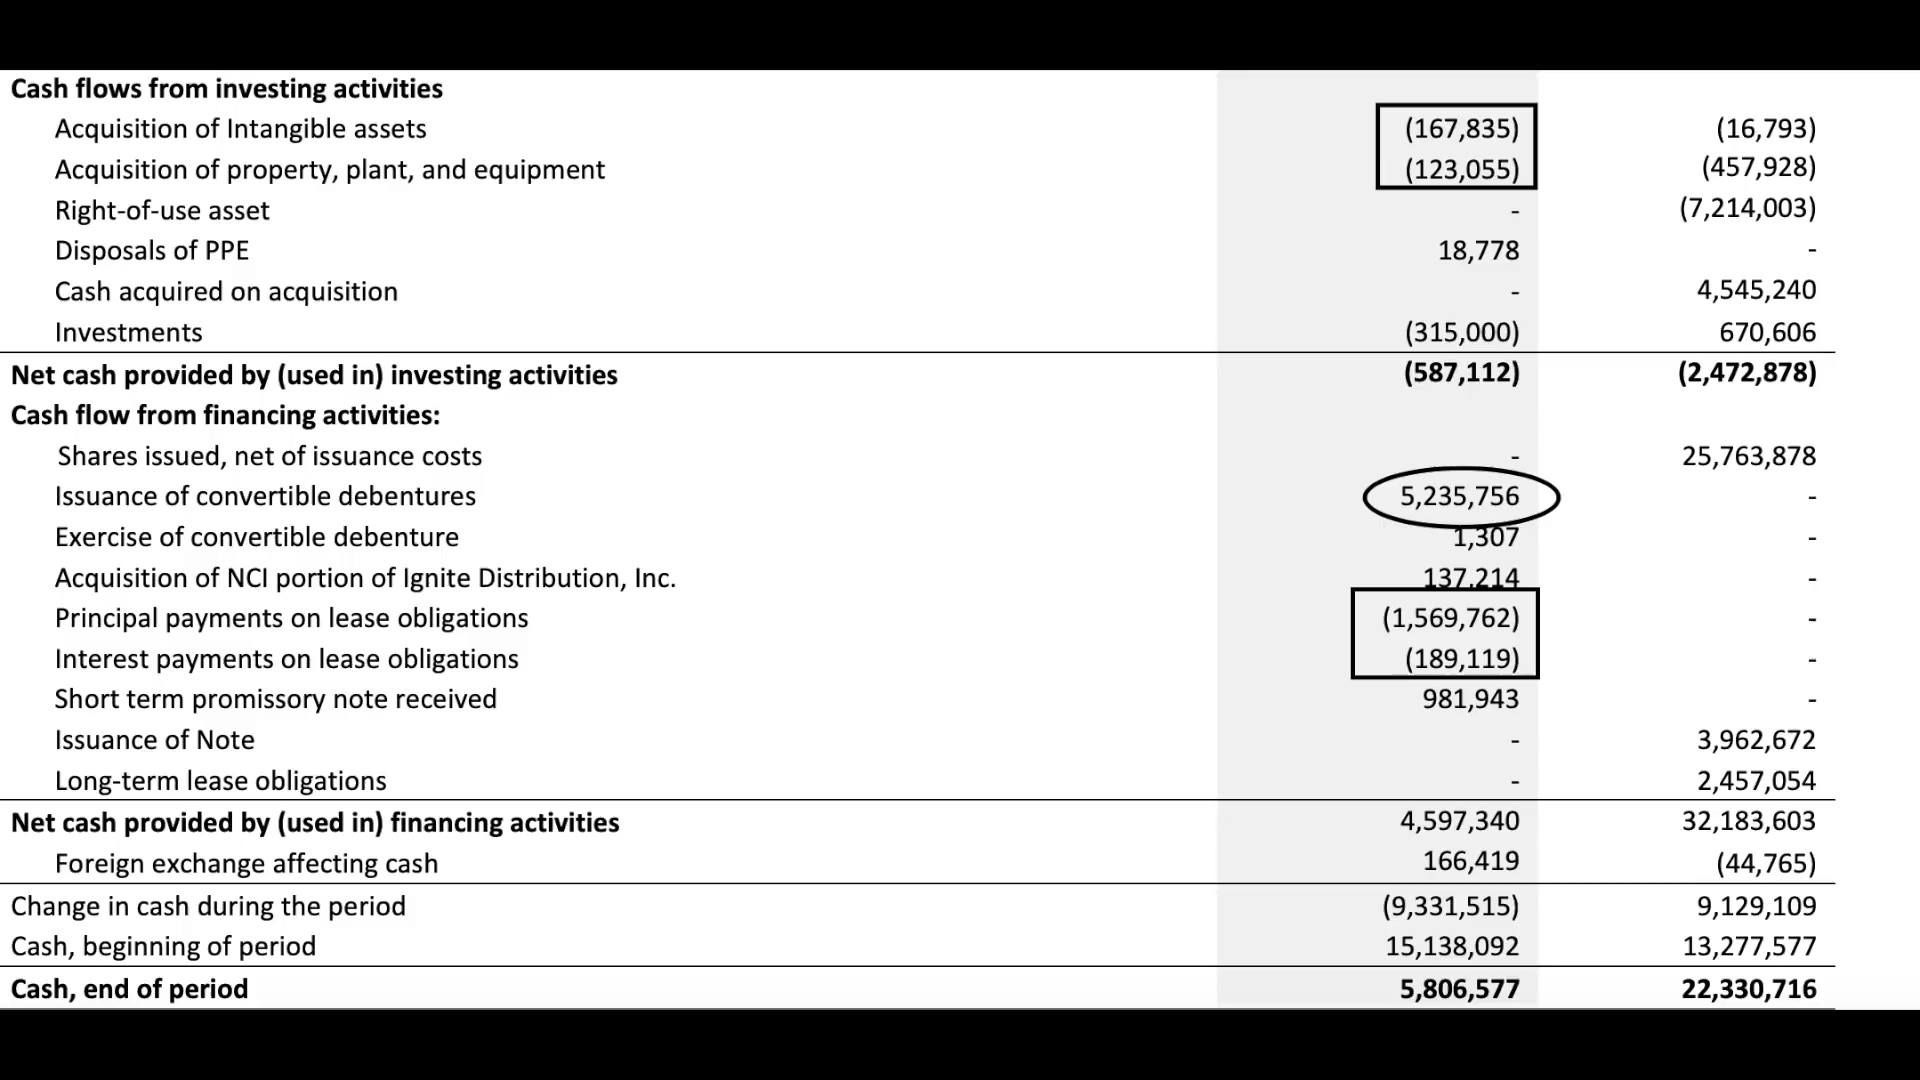 Cash flows from investing activities
Acquisition of Intangible assets (167,835) (16,793)
Acquisition of property, plant, and equipment (123,055) (457,928)
Right-of-use asset - (7,214,003)
Disposals of PPE 18,778 -
Cash acquired on acquisition - 4,545,240
Investments (315,000) 670,606
Net cash provided by (used in) investing activities (587,112) (2,472,878)
Cash flow from financing activities:
Shares issued, net of issuance costs - 25,763,878
Issuance of convertible debentures 5,235,756 -
Exercise of convertible debenture 1,307 -
Acquisition of NCI portion of Ignite Distribution, Inc. 137,214 -
Principal payments on lease obligations (1,569,762) -
Interest payments on lease obligations (189,119) -
Short term promissory note received 981,943 -
Issuance of Note - 3,962,672
Long-term lease obligations - 2,457,054
Net cash provided by (used in) financing activities 4,597,340 32,183,603
Foreign exchange affecting cash 166,419 (44,765)
Change in cash during the period (9,331,515) 9,129,109
Cash, beginning of period 15,138,092 13,277,577
Cash, end of period 5,806,577 22,330,716